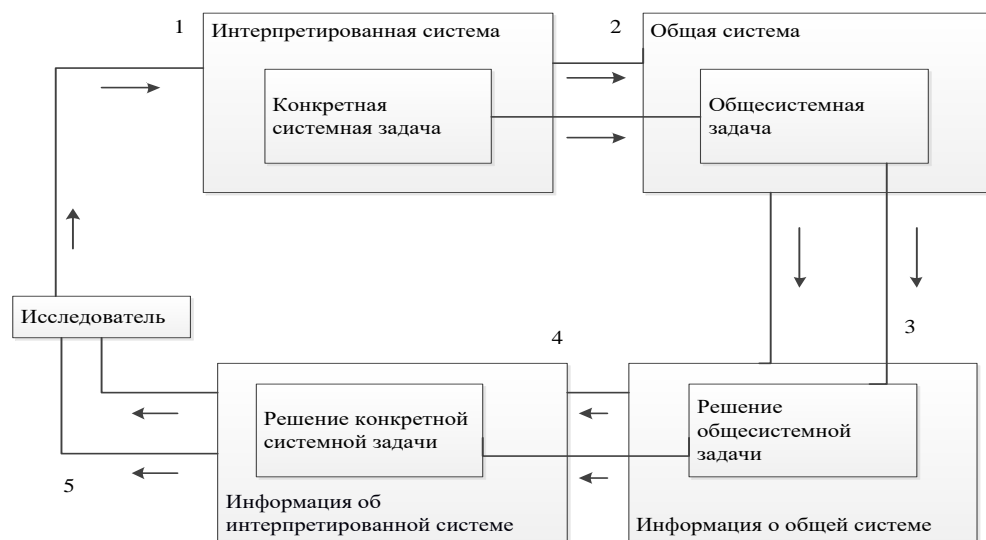 1
Интерпретированная система
2
Общая система
Конкретная
системная задача
Общесистемная
задача
Исследователь
3
4
Решение конкретной
системной задачи
Решение
общесистемной
задачи
5
Информация об
интерпретированной системе
Информация о общей системе